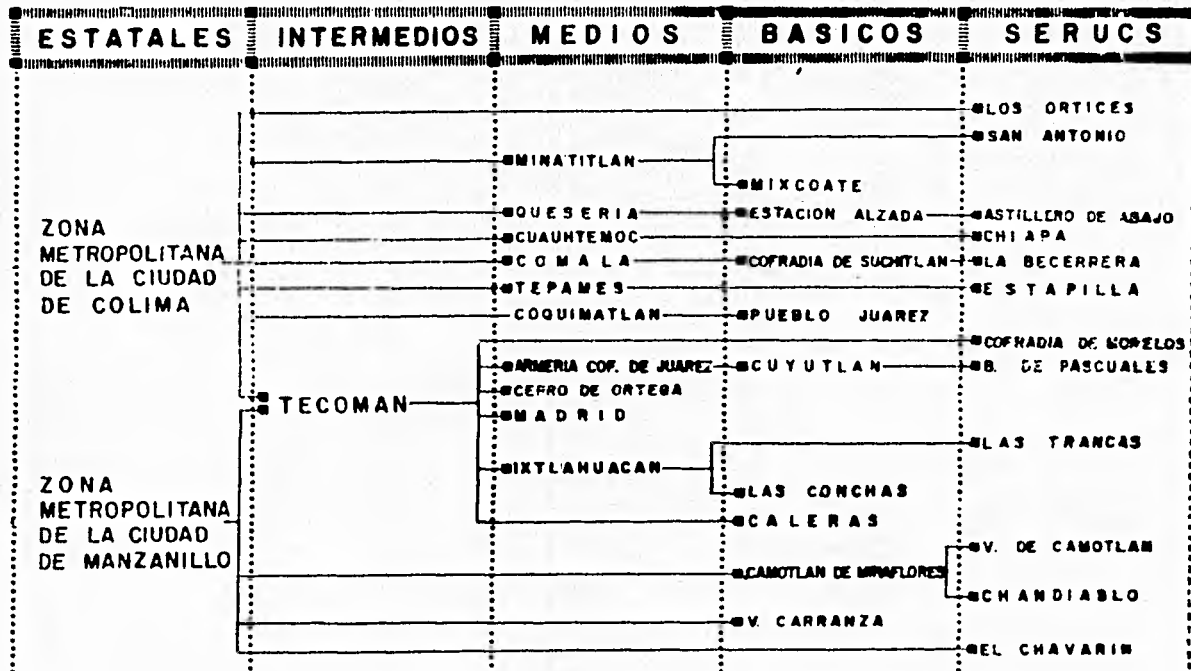 ESTATALES INTERMEDIOS MEDIOS BASICOS SERUCS
LOS ORTICES
SAN ANTONIO
MINATITLAN
MIXCOATE
QUESERIA ESTACION ALZADA ASTILLERO DE ABAJO
CUAUHTEMOC CHIAPA
COMALA COFRADIA DE SUCHITLAN LA BECERRERA
TEPAMES ESTAPILLA
COQUIMATLAN PUEBLO JUAREZ
ZONA
METROPOLITANA
DE LA CIUDAD
DE COLIMA
COFRADIA DE MORELOS
ARMERIA COF. DE JUAREZ CUYUTLAN B. DE PASCUALES
CERRO DE ORTEGA
TECOMAN
MADRID
LAS TRANCAS
IXTLAHUACAN
LAS CONCHAS
CALERAS
ZONA
METROPOLITANA
DE LA CIUDAD
DE MANZANILLO
V. DE CAMOTLAN
CAMOTLAN DE MIRAFLORES
CHANDIABLO
V. CARRANZA
EL CHAVARIN